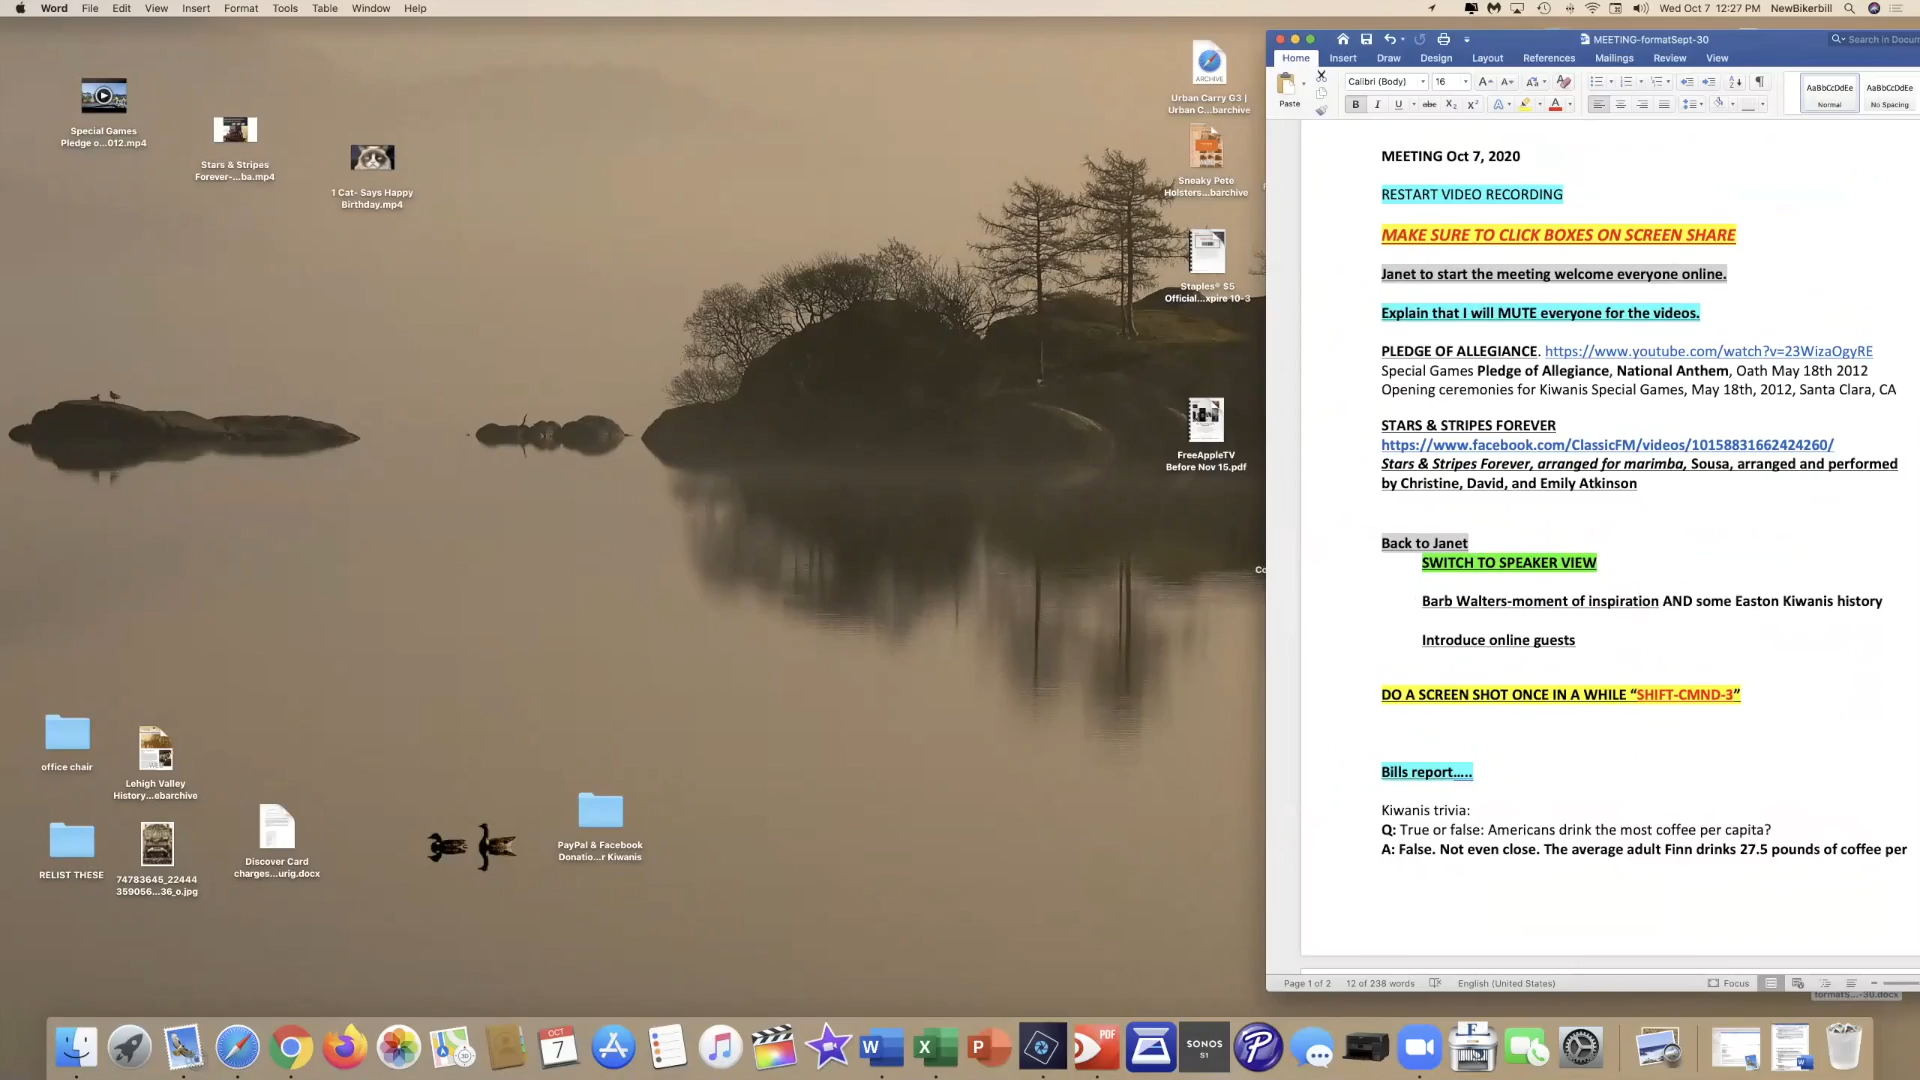 Word File Edit View Insert Format Tools Table Window Help
Wed Oct 7 12:27 PM NewBikerbill
Special Games
Pledge o...012.mp4
Stars & Stripes
Forever-...ba.mp4
1 Cat- Says Happy
Birthday.mp4
ARCHIVE
Urban Carry G3 |
Urban C...barchive
Sneaky Pete
Holsters...barchive
Staples® $5
Official...xpire 10-3
FreeAppleTV
Before Nov 15.pdf
office chair
Lehigh Valley
History...ebarchive
RELIST THESE
74783645_22444
359056...36_o.jpg
Discover Card
charges...urig.docx
PayPal & Facebook
Donatio...r Kiwanis
MEETING-formatSept-30
Search in Docum
Home Insert Draw Design Layout References Mailings Review View
Paste
Calibri (Body) 16
AaBbCcDdEe AaBbCcDdEe
Normal No Spacing
MEETING Oct 7, 2020
RESTART VIDEO RECORDING
MAKE SURE TO CLICK BOXES ON SCREEN SHARE
Janet to start the meeting welcome everyone online.
Explain that I will MUTE everyone for the videos.
PLEDGE OF ALLEGIANCE. https://www.youtube.com/watch?v=23WizaOgyRE
Special Games Pledge of Allegiance, National Anthem, Oath May 18th 2012
Opening ceremonies for Kiwanis Special Games, May 18th, 2012, Santa Clara, CA
STARS & STRIPES FOREVER
https://www.facebook.com/ClassicFM/videos/10158831662424260/
Stars & Stripes Forever, arranged for marimba, Sousa, arranged and performed
by Christine, David, and Emily Atkinson
Back to Janet
SWITCH TO SPEAKER VIEW
Barb Walters-moment of inspiration AND some Easton Kiwanis history
Introduce online guests
DO A SCREEN SHOT ONCE IN A WHILE “SHIFT-CMND-3”
Bills report.....
Kiwanis trivia:
Q: True or false: Americans drink the most coffee per capita?
A: False. Not even close. The average adult Finn drinks 27.5 pounds of coffee per
Page 1 of 2 12 of 238 words English (United States) Focus
OCT
7
SONOS
S1